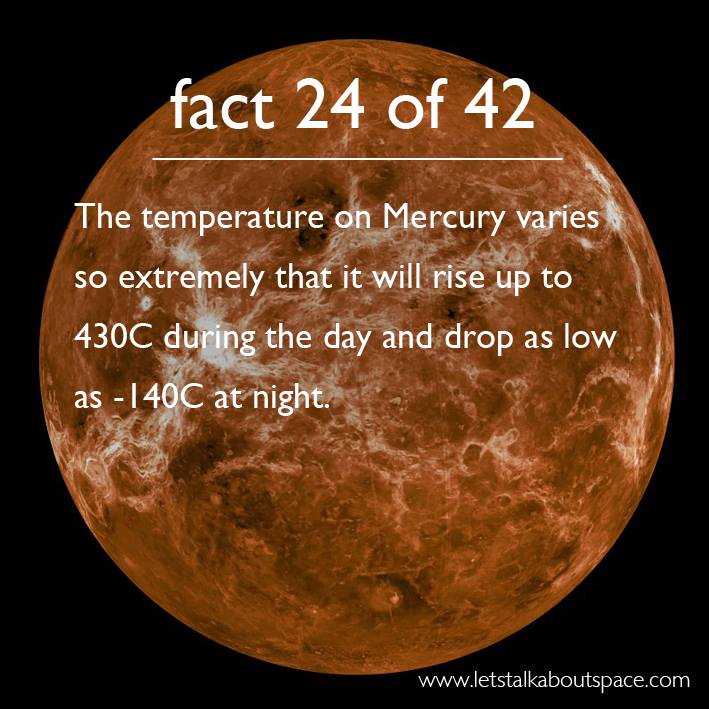 fact 24 of 42
The temperature on Mercury varies
so extremely that it will rise up to
430C during the day and drop as low
as -140C at night.
www.letstalkaboutspace.com